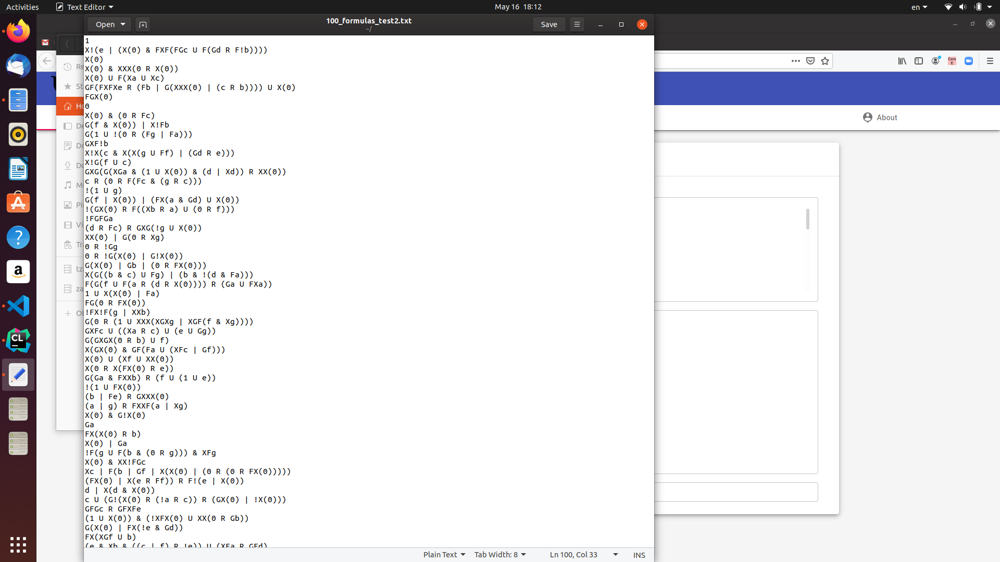 Activities
Text Editor
May 16 18:12
en
Open
100_formulas_test2.txt
~/
Save
1
X!(e | (X(0) & FXF(FGc U F(Gd R F!b))))
X(0)
X(0) & XXX(0 R X(0))
X(0) U F(Xa U Xc)
GF(FXFXe R (Fb | G(XXX(0) | (c R b)))) U X(0)
FGX(0)
0
X(0) & (0 R Fc)
G(f & X(0)) | X!Fb
G(1 U !(0 R (Fg | Fa)))
GXF!b
X!X(c & X(X(g U Ff) | (Gd R e)))
X!G(f U c)
GXG(G(XGa & (1 U X(0)) & (d | Xd)) R XX(0))
c R (0 R F(Fc & (g R c)))
!(1 U g)
G(f | X(0)) | (FX(a & Gd) U X(0))
!(GX(0) R F((Xb R a) U (0 R f)))
!FGFGa
(d R Fc) R GXG(!g U X(0))
XX(0) | G(0 R Xg)
0 R !Gg
0 R !G(X(0) | G!X(0))
G(X(0) | Gb | (0 R FX(0)))
X(G((b & c) U Fg) | (b & !(d & Fa)))
F(G(f U F(a R (d R X(0)))) R (Ga U FXa))
1 U X(X(0) | Fa)
FG(0 R FX(0))
!FX!F(g | XXb)
G(0 R (1 U XXX(XGXg | XGF(f & Xg))))
GXFc U ((Xa R c) U (e U Gg))
G(GXGX(0 R b) U f)
X(GX(0) & GF(Fa U (XFc | Gf)))
X(0) U (Xf U XX(0))
X(0 R X(FX(0) R e))
G(Ga & FXXb) R (f U (1 U e))
!(1 U FX(0))
(b | Fe) R GXXX(0)
(a | g) R FXXF(a | Xg)
X(0) & G!X(0)
Ga
FX(X(0) R b)
X(0) | Ga
!F(g U F(b & (0 R g))) & XFg
X(0) & XX!FGc
Xc | F(b | Gf | X(X(0) | (0 R (0 R FX(0)))))
(FX(0) | X(e R Ff)) R F!(e | X(0))
d | X(d & X(0))
c U (G!(X(0) R (!a R c)) R (GX(0) | !X(0)))
GFGc R GFXFe
(1 U X(0)) & (!XFX(0) U XX(0 R Gb))
G(X(0) | FX(!e & Gd))
FX(XGf U b)
(e & Xb & ((c | f) R !e)) U (XFa R GFd)
Plain Text
Tab Width: 8
Ln 100, Col 33
INS
Re
St
Ho
De
Do
Do
M
Pi
Vi
Tr
tz
za
Ot
About
Cors
E
CL
a